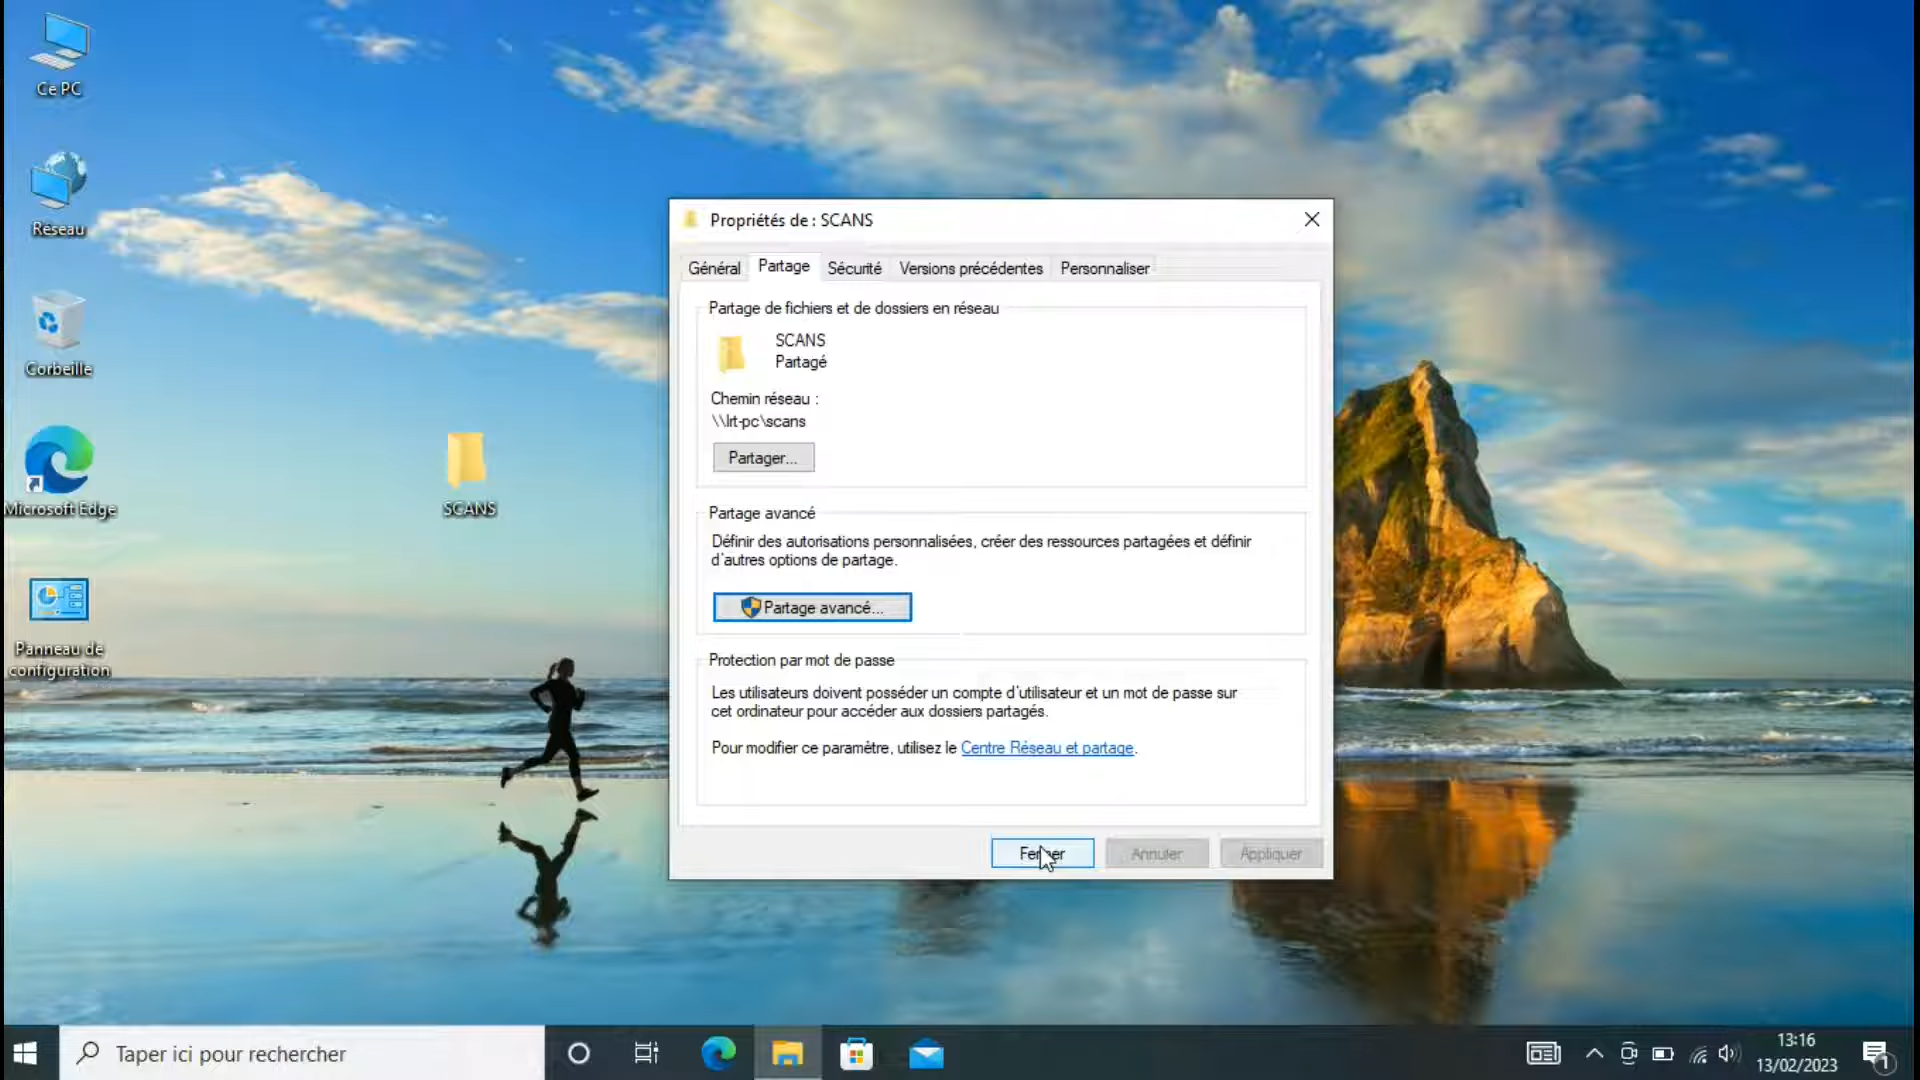 Ce PC
Réseau
Corbeille
Microsoft Edge
Panneau de
configuration
SCANS
Propriétés de : SCANS
Général
Partage
Sécurité
Versions précédentes
Personnaliser
Partage de fichiers et de dossiers en réseau
SCANS
Partagé
Chemin réseau :
\\lrt-pc\scans
Partager...
Partage avancé
Définir des autorisations personnalisées, créer des ressources partagées et définir
d'autres options de partage.
Partage avancé...
Protection par mot de passe
Les utilisateurs doivent posséder un compte d'utilisateur et un mot de passe sur
cet ordinateur pour accéder aux dossiers partagés.
Pour modifier ce paramètre, utilisez le Centre Réseau et partage.
Fermer
Annuler
Appliquer
Taper ici pour rechercher
13:16
13/02/2023
1